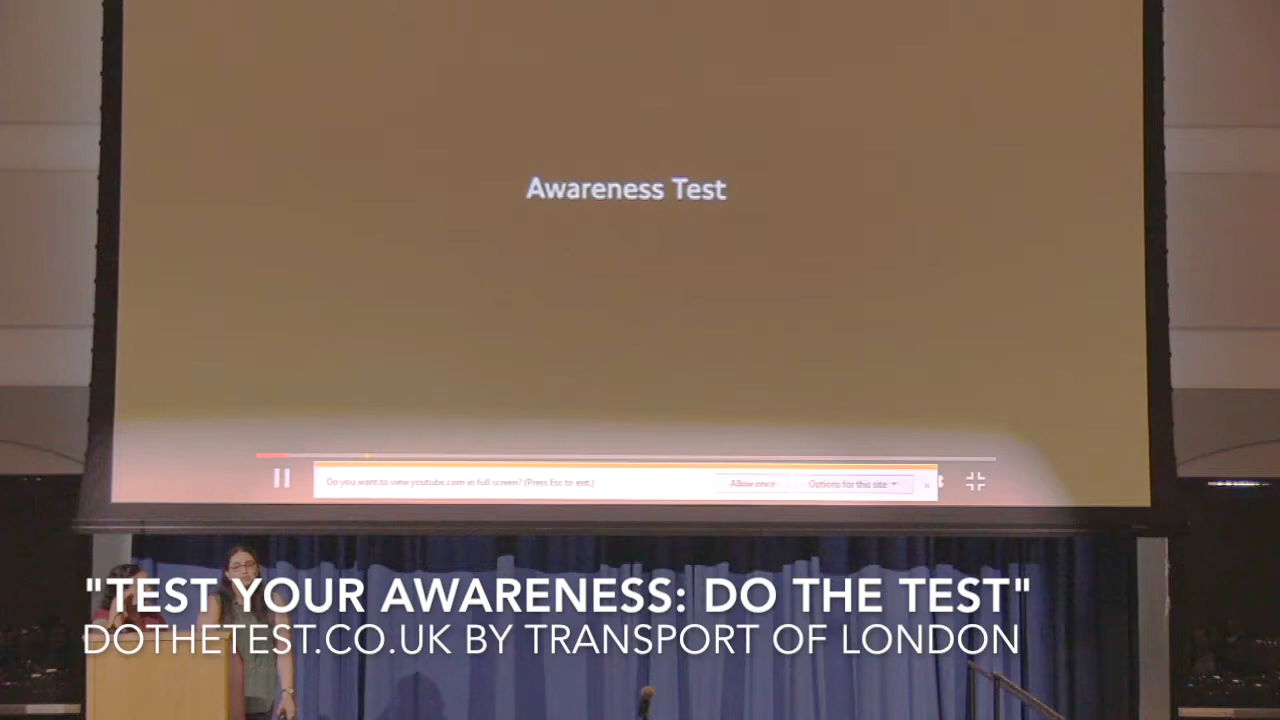 Awareness Test
Do you want to view youtube.com in full screen? (Press Esc to exit.)
Allow once
Options for this site
"TEST YOUR AWARENESS: DO THE TEST"
DOTHETEST.CO.UK BY TRANSPORT OF LONDON